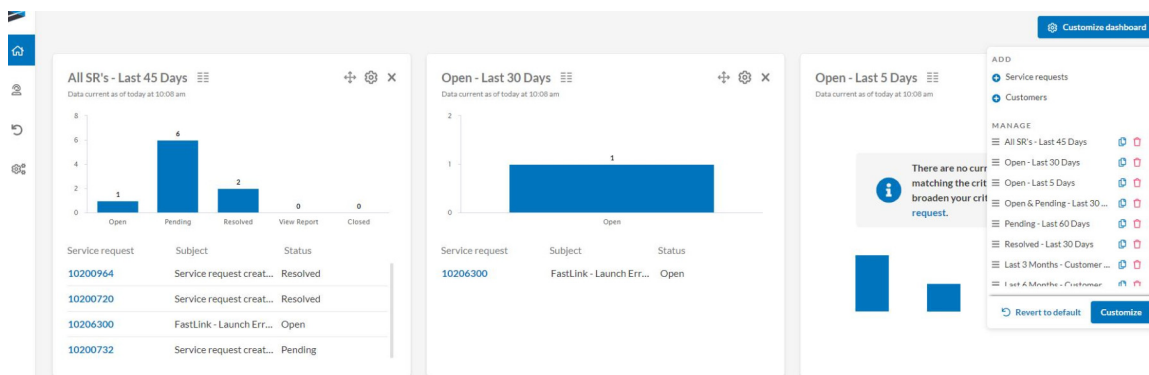 Customize dashboard
All SR's - Last 45 Days
Data current as of today at 10:08 am
8
6
4
2
0
1
6
2
0
0
Open
Pending
Resolved
View Report
Closed
Service request Subject Status
10200964 Service request creat... Resolved
10200720 Service request creat... Resolved
10206300 FastLink - Launch Err... Open
10200732 Service request creat... Pending
Open - Last 30 Days
Data current as of today at 10:08 am
2
1
0
1
Open
Service request Subject Status
10206300 FastLink - Launch Err... Open
Open - Last 5 Days
Data current as of today at 10:08 am
There are no curr
matching the crit
broaden your crit
request.
ADD
Service requests
Customers
MANAGE
All SR's - Last 45 Days
Open - Last 30 Days
Open - Last 5 Days
Open & Pending - Last 30 ...
Pending - Last 60 Days
Resolved - Last 30 Days
Last 3 Months - Customer ...
Last 6 Months - Customer
Revert to default
Customize